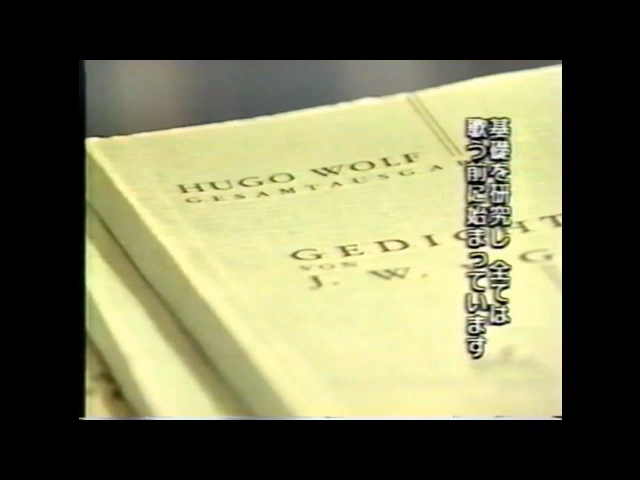 HUGO WOLF
GESAMTAUSGA
GEDICHT
VON
J. W. G
基礎を研究し 全ては
歌う前に始まっています